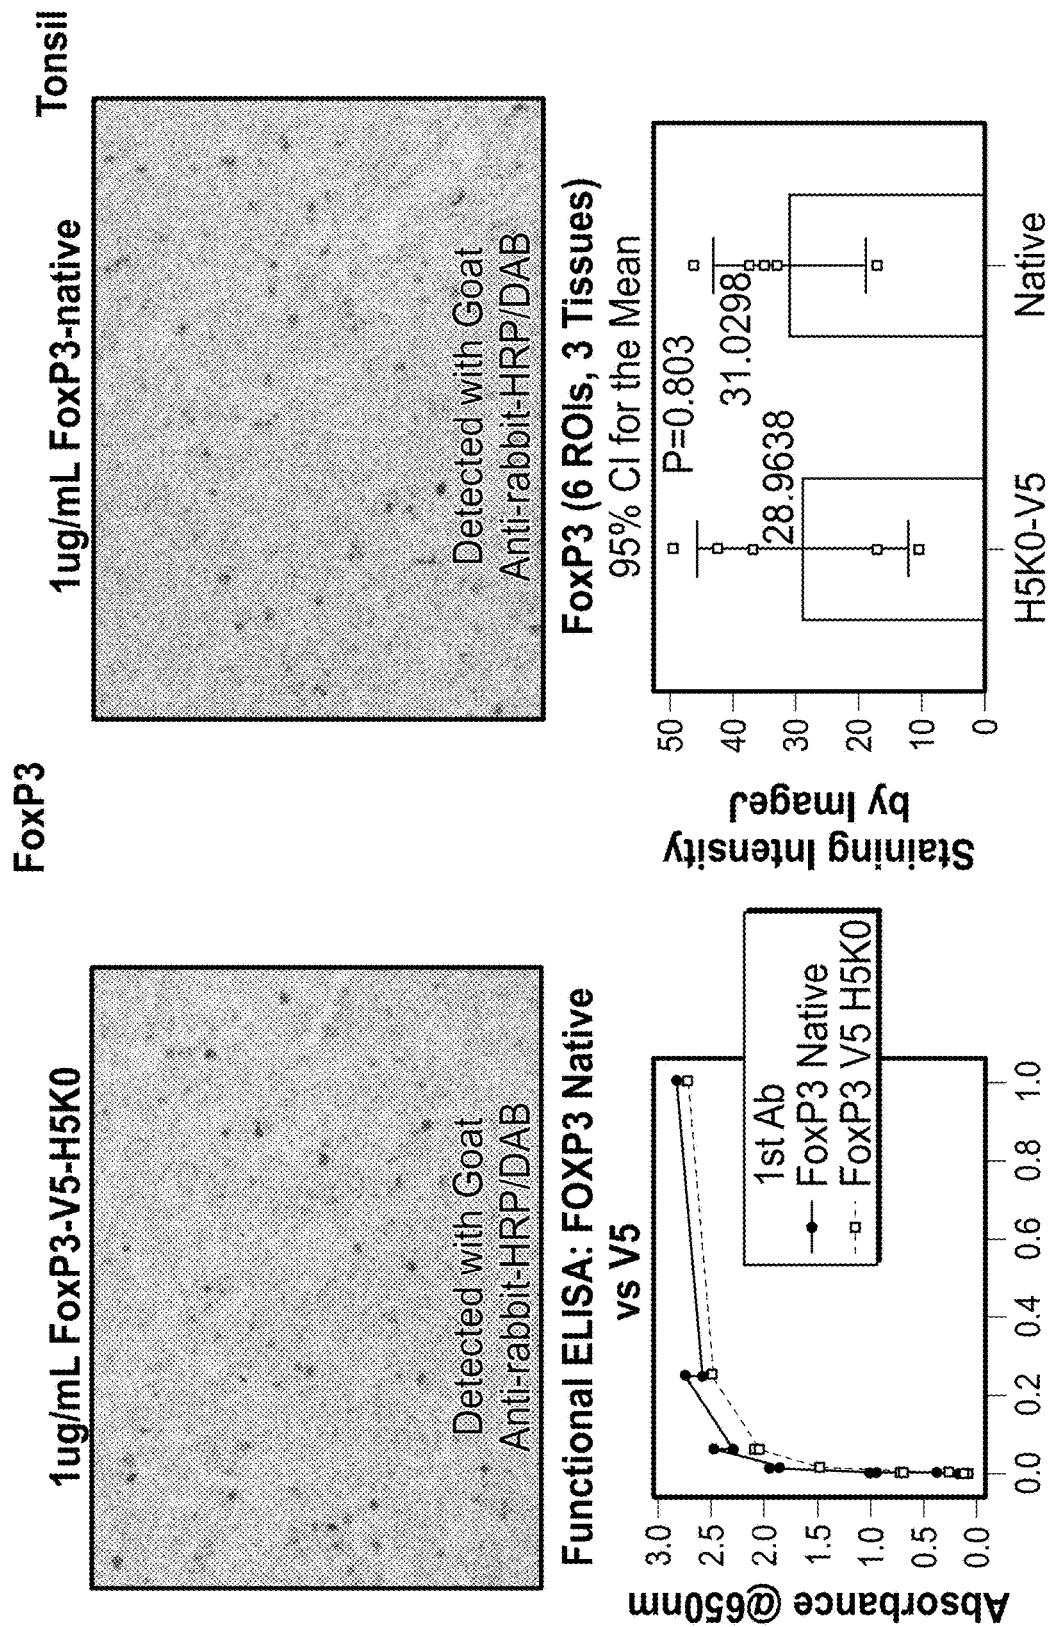 FoxP3
Tonsil
1ug/mL FoxP3-V5-H5K0
Detected with Goat
Anti-rabbit-HRP/DAB
1ug/mL FoxP3-native
Detected with Goat
Anti-rabbit-HRP/DAB
Functional ELISA: FOXP3 Native
vs V5
Absorbance @650nm
3.0
2.5
2.0
1.5
1.0
0.5
0.0
0.0 0.2 0.4 0.6 0.8 1.0
1st Ab
FoxP3 Native
FoxP3 V5 H5K0
FoxP3 (6 ROIs, 3 Tissues)
95% CI for the Mean
Staining Intensity
by ImageJ
50
40
30
20
10
0
P=0.803
28.9638
31.0298
H5K0-V5 Native